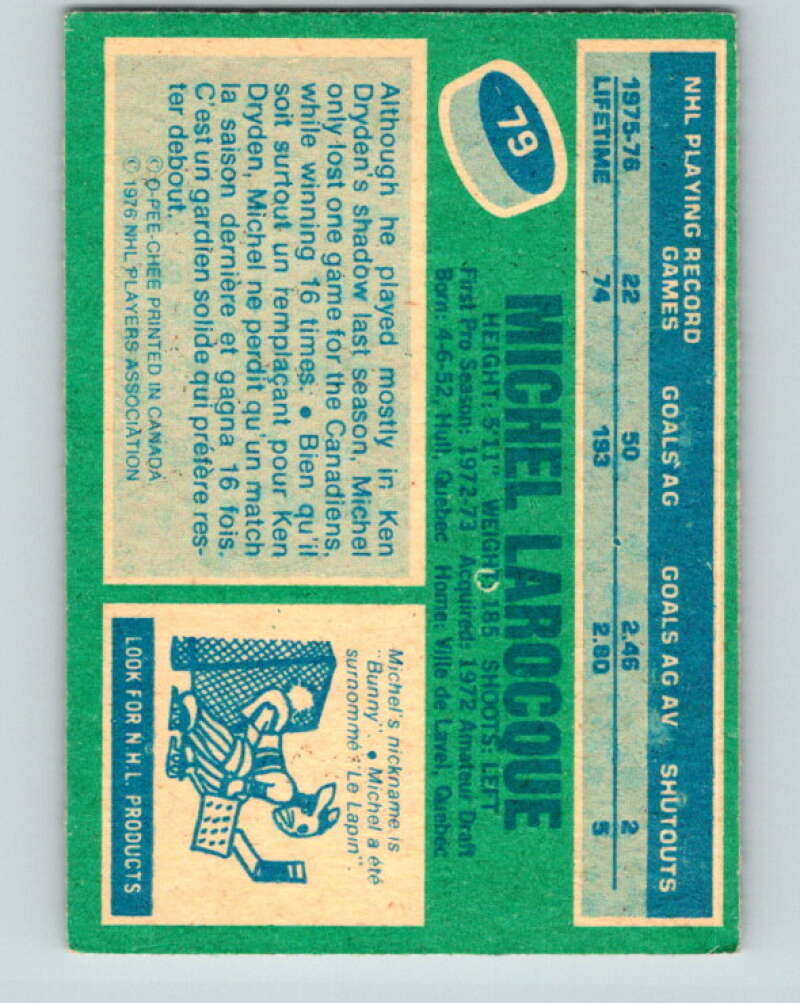 NHL PLAYING RECORD
GAMES GOALS AG GOALS AG AV SHUTOUTS
1975-76 22 50 2.46 2
LIFETIME 74 193 2.80 5
79
MICHEL LAROCQUE
HEIGHT: 5'11" WEIGHT: 185 SHOOTS: LEFT
First Pro Season: 1972-73 Acquired: 1972 Amateur Draft
Born: 4-6-52, Hull, Quebec Home: Ville de Laval, Quebec
Although he played mostly in Ken
Dryden's shadow last season, Michel
only lost one game for the Canadiens,
while winning 16 times. • Bien qu'il
soit surtout un remplaçant pour Ken
Dryden, Michel ne perdit qu'un match
la saison dernière et gagna 16 fois.
C'est un gardien solide qui préfère res-
ter debout.
© O-PEE-CHEE PRINTED IN CANADA
© 1976 NHL PLAYERS ASSOCIATION
Michel's nickname is
"Bunny". • Michel a été
surnommé "Le Lapin".
LOOK FOR N.H.L. PRODUCTS